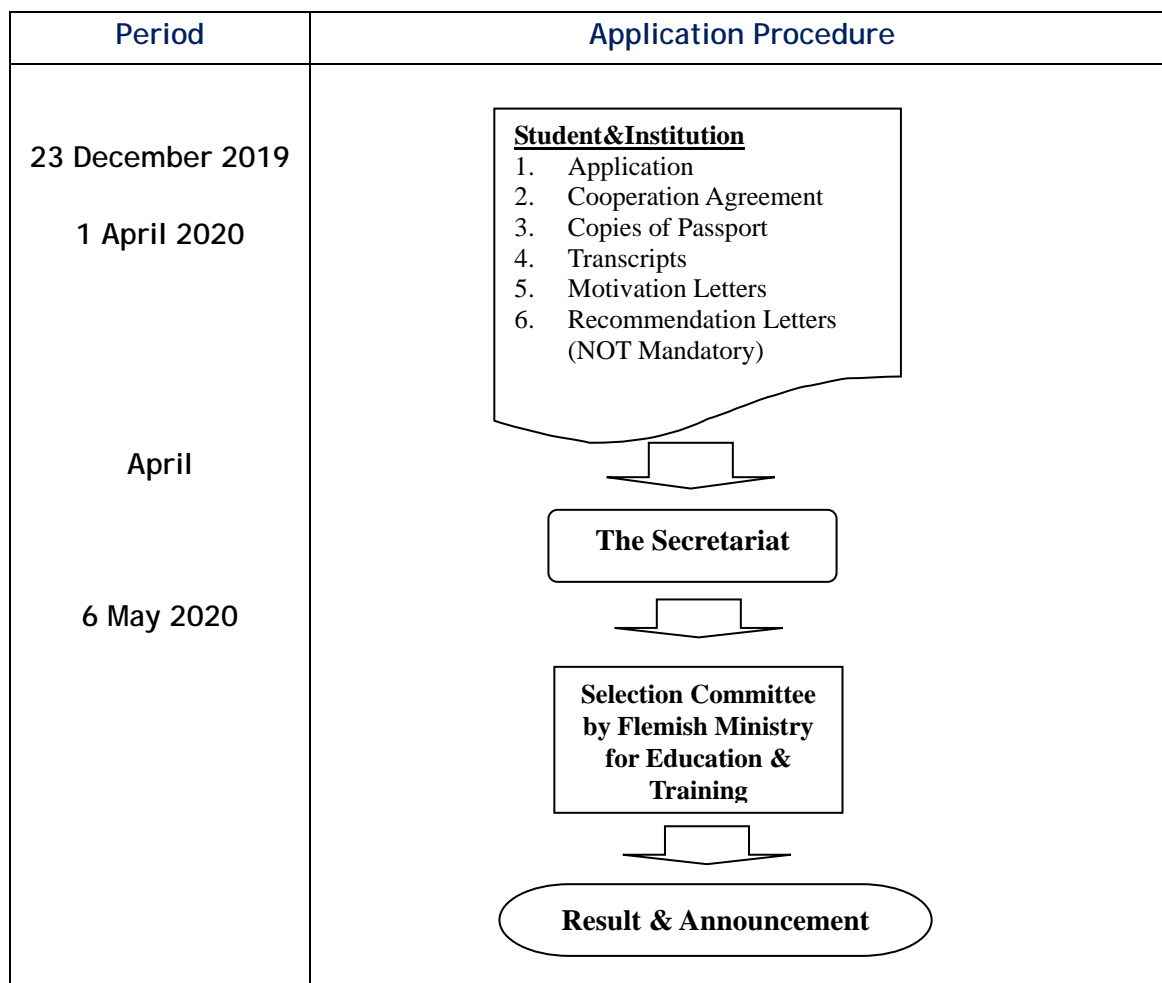 Period
Application Procedure
23 December 2019
1 April 2020
April
6 May 2020
Student&Institution
1. Application
2. Cooperation Agreement
3. Copies of Passport
4. Transcripts
5. Motivation Letters
6. Recommendation Letters
(NOT Mandatory)
The Secretariat
Selection Committee
by Flemish Ministry
for Education &
Training
Result & Announcement